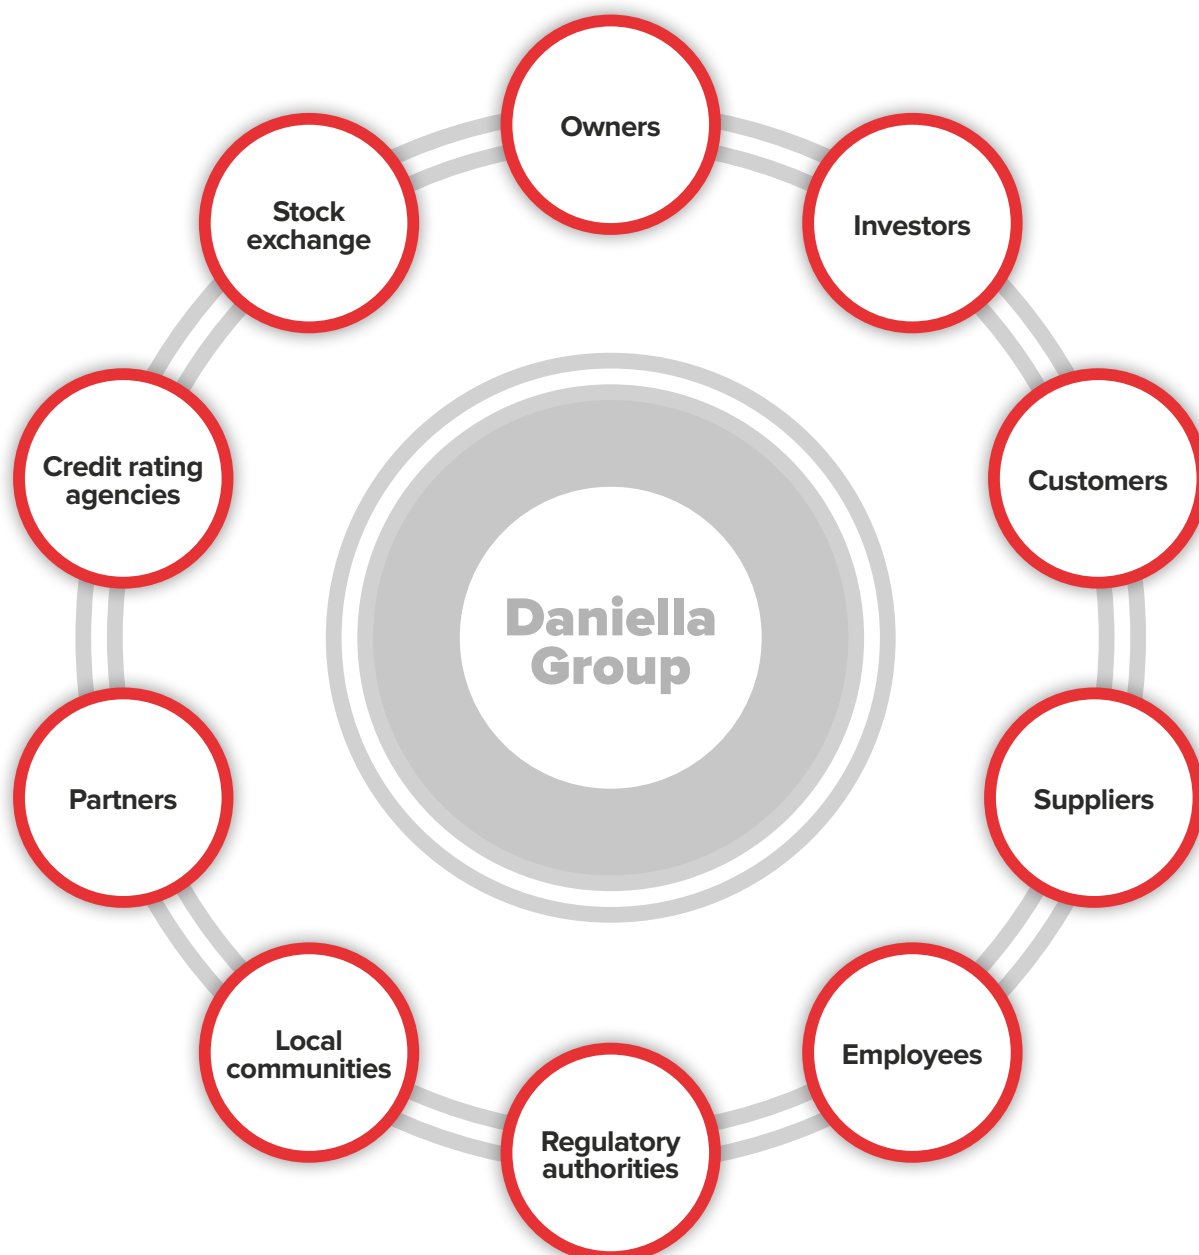 Owners
Investors
Customers
Suppliers
Employees
Regulatory
authorities
Local
communities
Partners
Credit rating
agencies
Stock
exchange
Daniella
Group